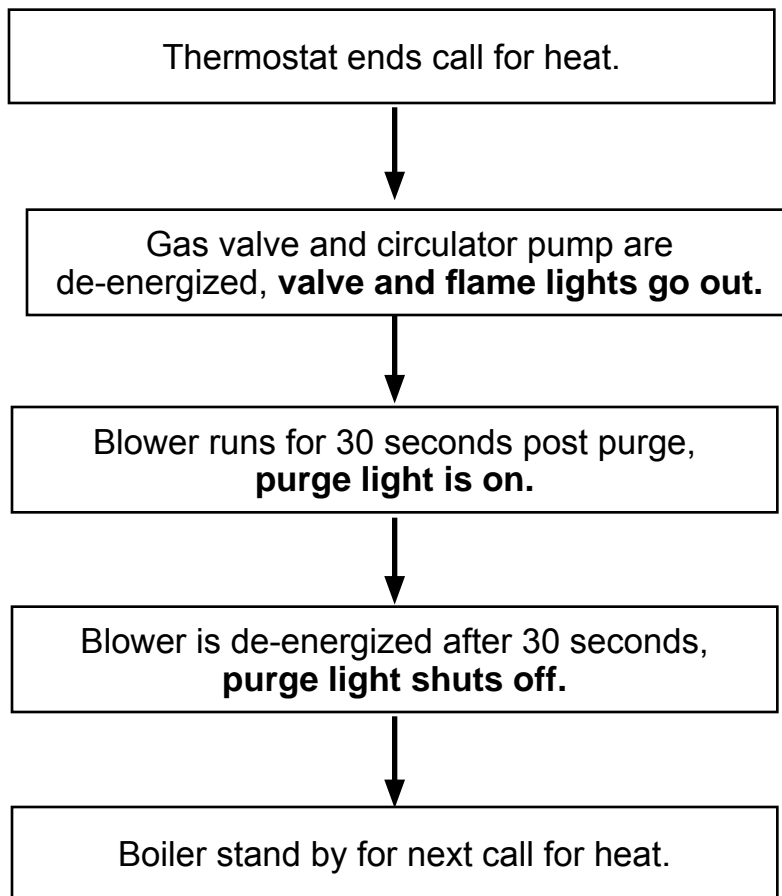 Thermostat ends call for heat.
Gas valve and circulator pump are
de-energized, valve and flame lights go out.
Blower runs for 30 seconds post purge,
purge light is on.
Blower is de-energized after 30 seconds,
purge light shuts off.
Boiler stand by for next call for heat.